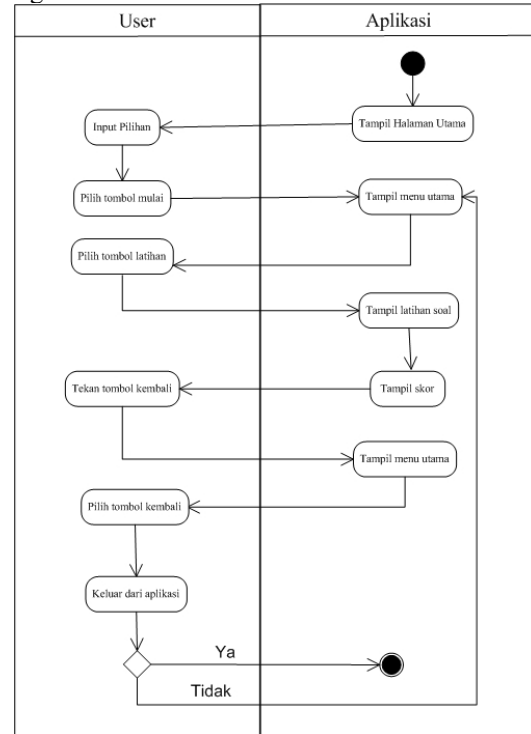 User
Aplikasi
Tampil Halaman Utama
Input Pilihan
Pilih tombol mulai
Tampil menu utama
Pilih tombol latihan
Tampil latihan soal
Tekan tombol kembali
Tampil skor
Tampil menu utama
Pilih tombol kembali
Keluar dari aplikasi
Ya
Tidak